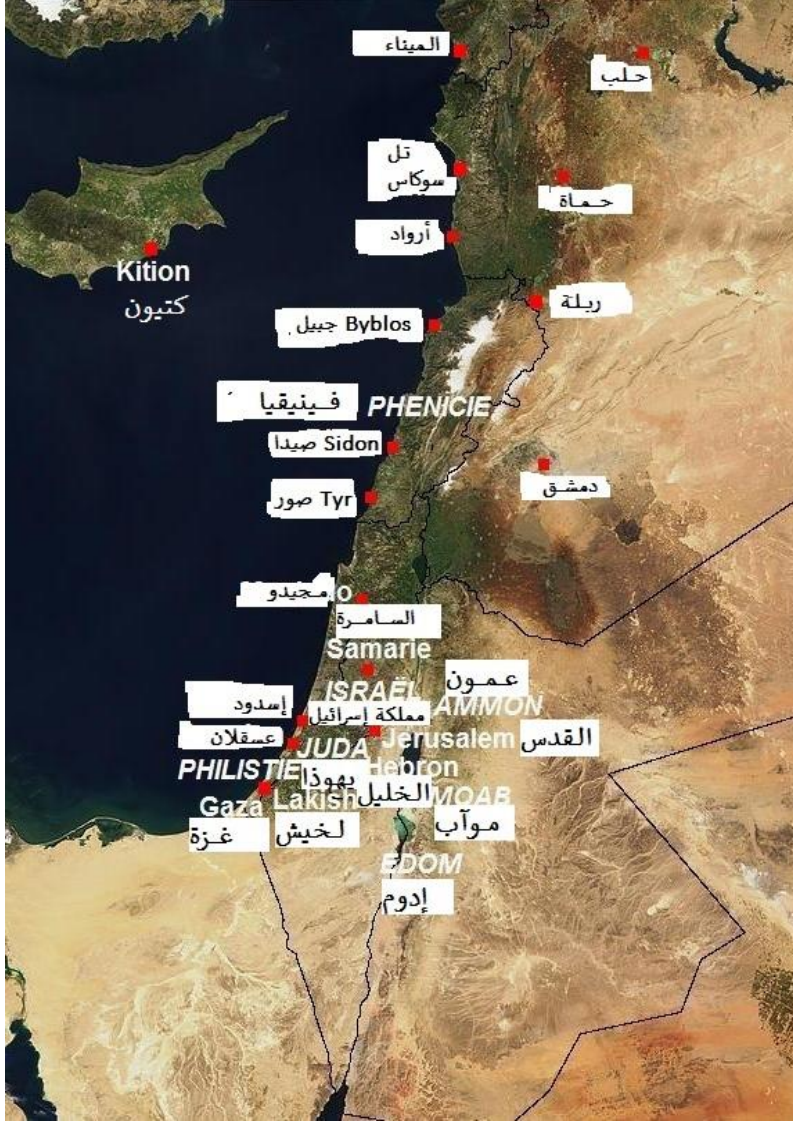 الميناء
حلب
تل
سوكاس
حماة
أرواد
Kition
كتيون
ربلة
جبيل Byblos
فينيقيا
PHENICIE
صيدا Sidon
دمشق
صور Tyr
مجيدو
السامرة
Samarie
عمون
ISRAËL
إسدود
AMMON
مملكة إسرائيل
عسقلان
JUDA
Jerusalem
القدس
PHILISTIE
Hebron
يهوذا
الخليل
Gaza
Lakish
MOAB
غزة
لخيش
موآب
EDOM
إدوم